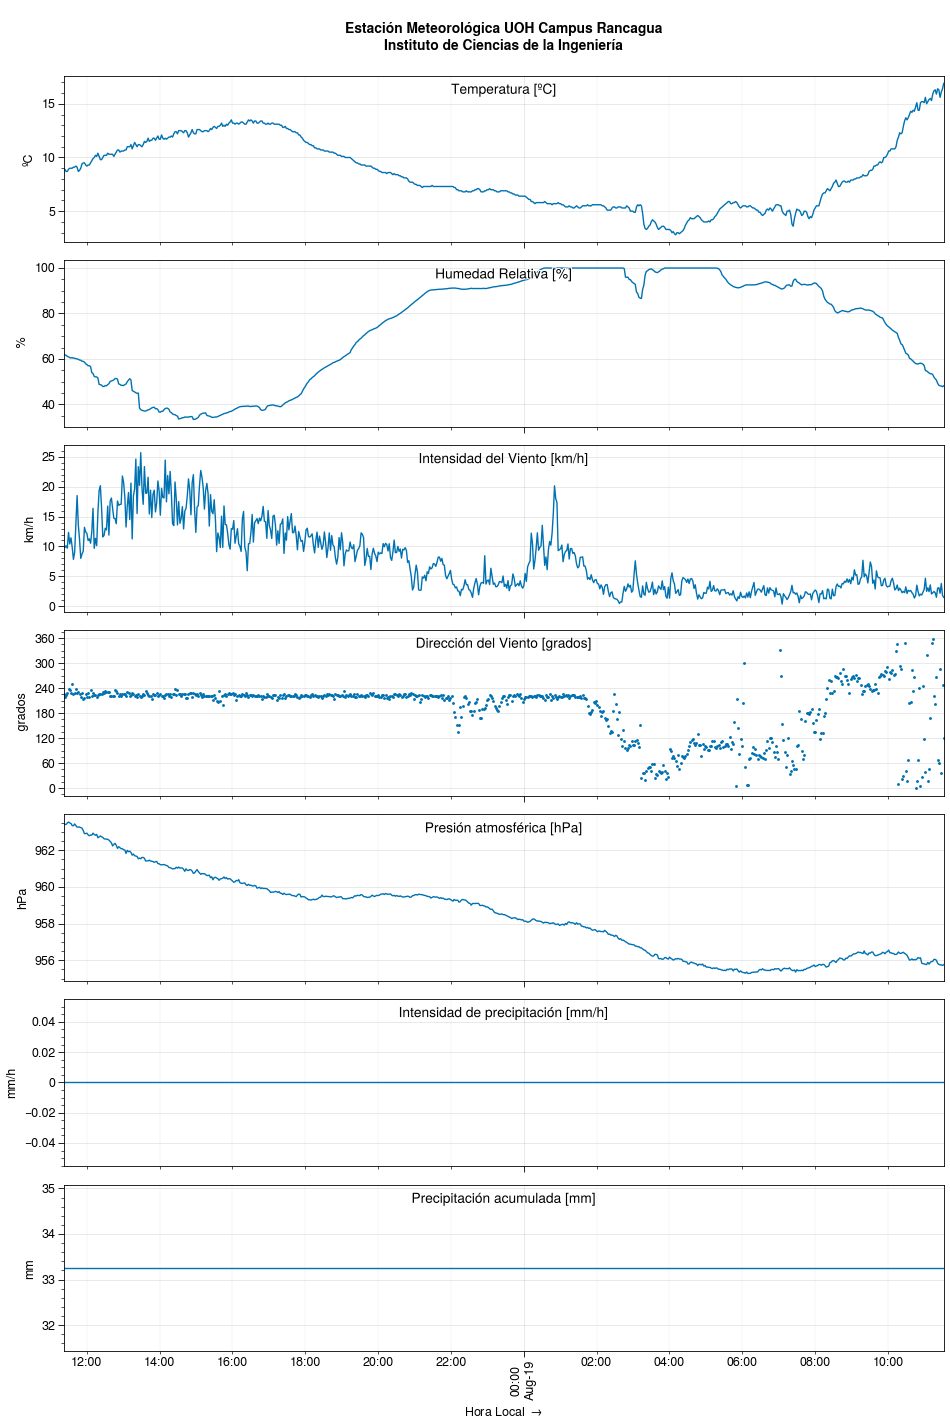 Estación Meteorológica UOH Campus Rancagua
Instituto de Ciencias de la Ingeniería
Temperatura [ºC]
ºC
15
10
5
Humedad Relativa [%]
%
100
80
60
40
Intensidad del Viento [km/h]
km/h
25
20
15
10
5
0
Dirección del Viento [grados]
grados
360
300
240
180
120
60
0
Presión atmosférica [hPa]
hPa
962
960
958
956
Intensidad de precipitación [mm/h]
mm/h
0.04
0.02
0
−0.02
−0.04
Precipitación acumulada [mm]
mm
35
34
33
32
12:00 14:00 16:00 18:00 20:00 22:00 00:00 02:00 04:00 06:00 08:00 10:00
Aug-19
Hora Local →